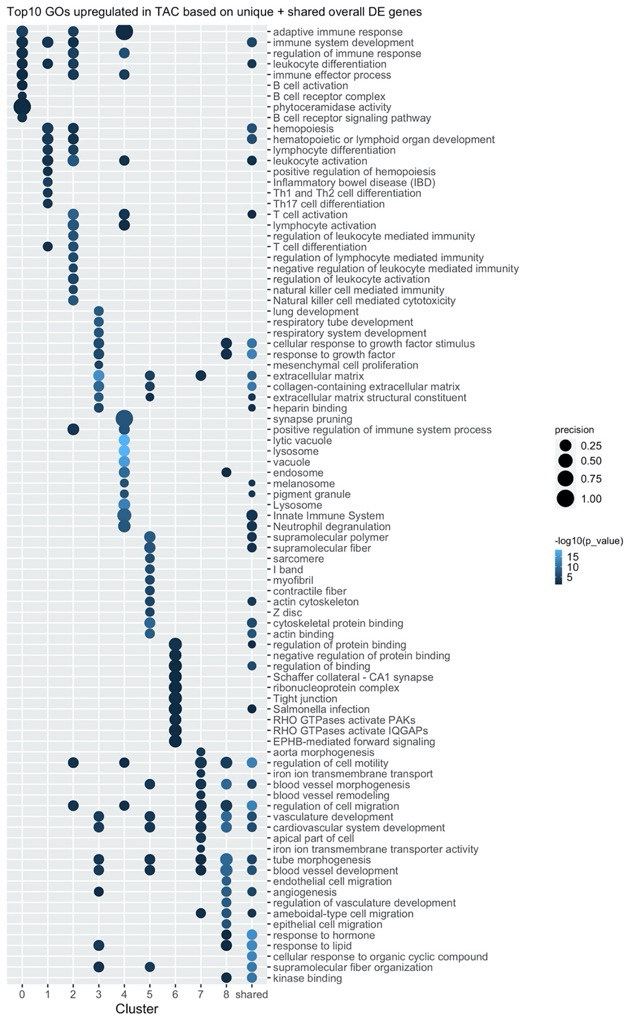 Top10 GOs upregulated in TAC based on unique + shared overall DE genes
adaptive immune response
immune system development
regulation of immune response
leukocyte differentiation
immune effector process
B cell activation
B cell receptor complex
phytoceramidase activity
B cell receptor signaling pathway
hemopoiesis
hematopoietic or lymphoid organ development
lymphocyte differentiation
leukocyte activation
positive regulation of hemopoiesis
Inflammatory bowel disease (IBD)
Th1 and Th2 cell differentiation
Th17 cell differentiation
T cell activation
lymphocyte activation
regulation of leukocyte mediated immunity
T cell differentiation
regulation of lymphocyte mediated immunity
negative regulation of leukocyte mediated immunity
regulation of leukocyte activation
natural killer cell mediated immunity
Natural killer cell mediated cytotoxicity
lung development
respiratory tube development
respiratory system development
cellular response to growth factor stimulus
response to growth factor
mesenchymal cell proliferation
extracellular matrix
collagen-containing extracellular matrix
extracellular matrix structural constituent
heparin binding
synapse pruning
positive regulation of immune system process
lytic vacuole
lysosome
vacuole
endosome
melanosome
pigment granule
Lysosome
Innate Immune System
Neutrophil degranulation
supramolecular polymer
supramolecular fiber
sarcomere
I band
myofibril
contractile fiber
actin cytoskeleton
Z disc
cytoskeletal protein binding
actin binding
regulation of protein binding
negative regulation of protein binding
regulation of binding
Schaffer collateral - CA1 synapse
ribonucleoprotein complex
Tight junction
Salmonella infection
RHO GTPases activate PAKs
RHO GTPases activate IQGAPs
EPHB-mediated forward signaling
aorta morphogenesis
regulation of cell motility
iron ion transmembrane transport
blood vessel morphogenesis
blood vessel remodeling
regulation of cell migration
vasculature development
cardiovascular system development
apical part of cell
iron ion transmembrane transporter activity
tube morphogenesis
blood vessel development
endothelial cell migration
angiogenesis
regulation of vasculature development
ameboidal-type cell migration
epithelial cell migration
response to hormone
response to lipid
cellular response to organic cyclic compound
supramolecular fiber organization
kinase binding
0 1 2 3 4 5 6 7 8 shared
Cluster
precision
0.25
0.50
0.75
1.00
-log10(p_value)
15
10
5